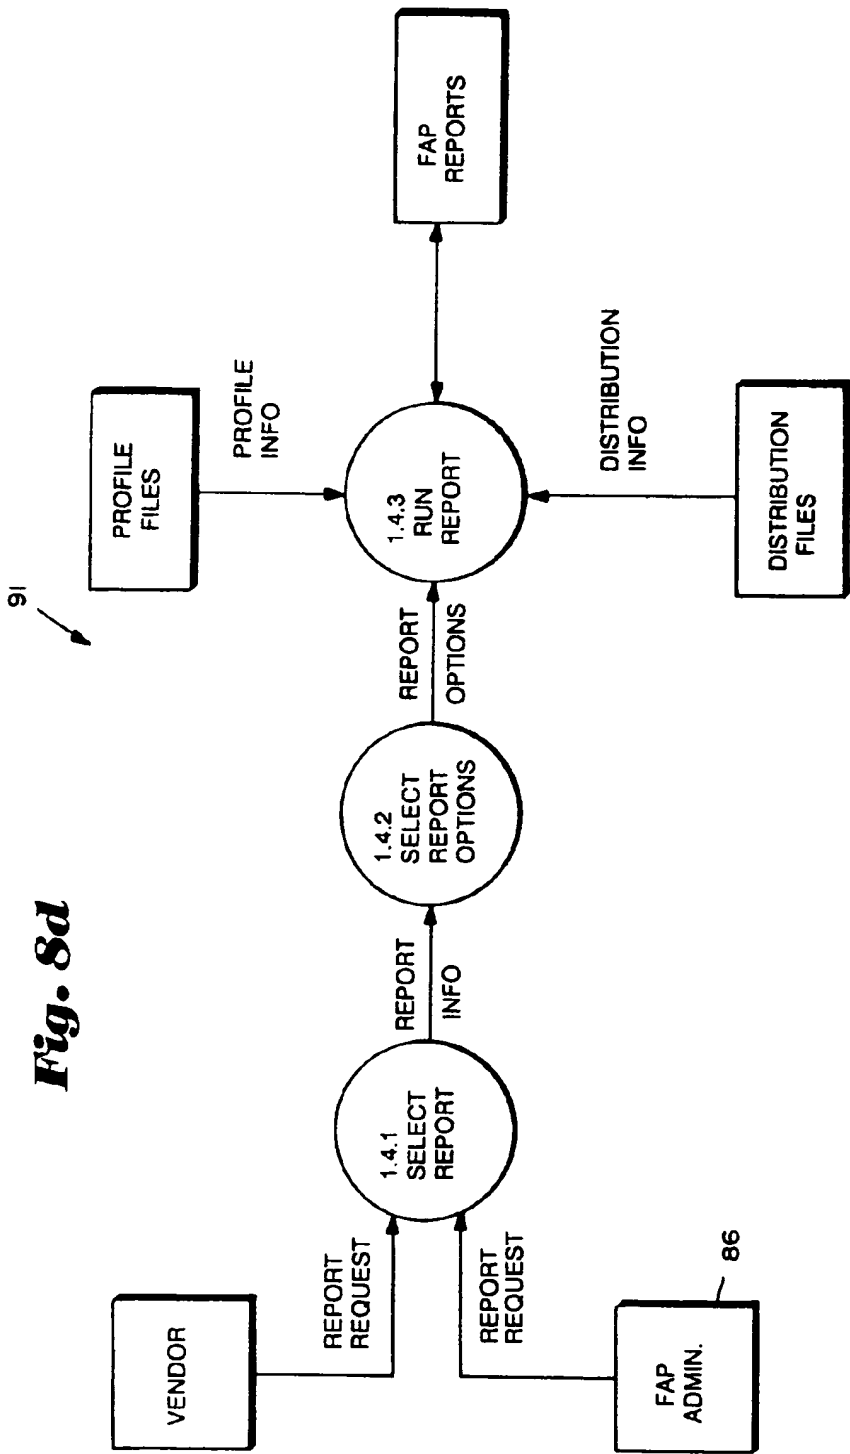 Fig. 8d
91
VENDOR
REPORT
REQUEST
FAP
ADMIN.
86
REPORT
REQUEST
1.4.1
SELECT
REPORT
REPORT
INFO
1.4.2
SELECT
REPORT
OPTIONS
REPORT
OPTIONS
PROFILE
FILES
PROFILE
INFO
1.4.3
RUN
REPORT
DISTRIBUTION
INFO
DISTRIBUTION
FILES
FAP
REPORTS